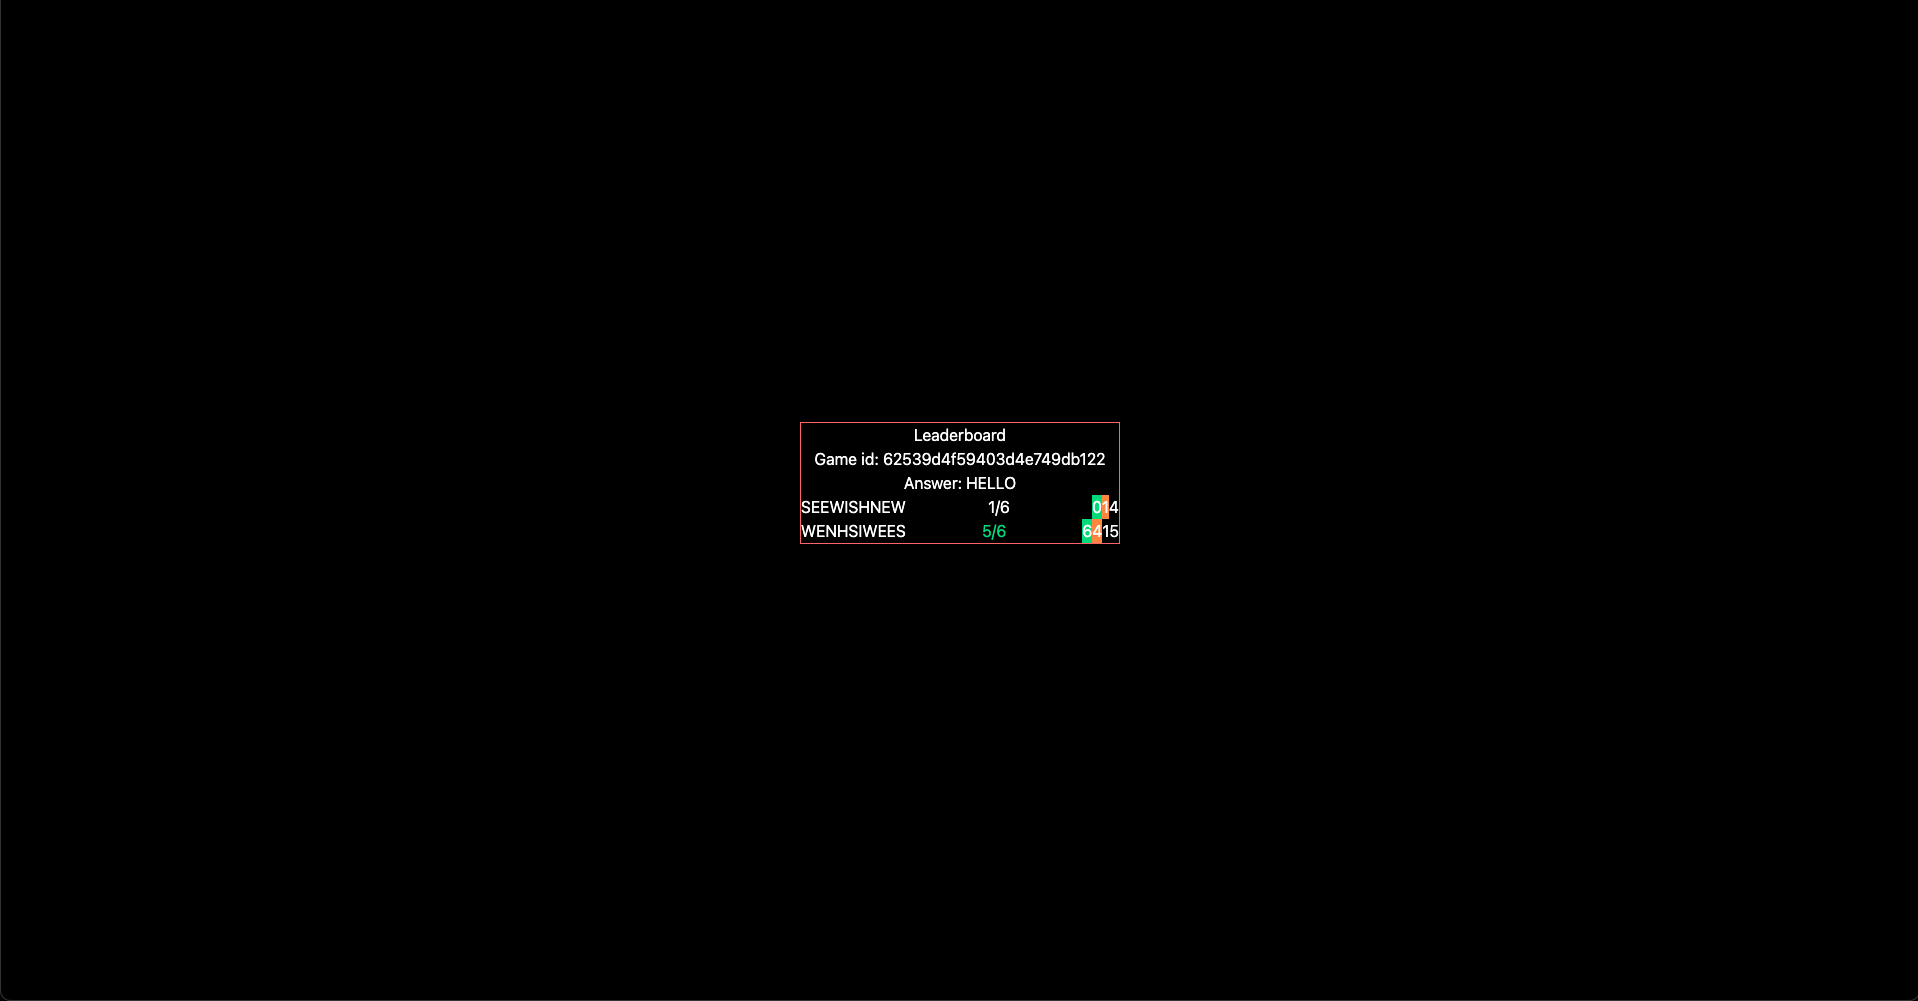 Leaderboard
Game id: 62539d4f59403d4e749db122
Answer: HELLO
SEEWISHNEW 1/6 014
WENHSIWEES 5/6 6415